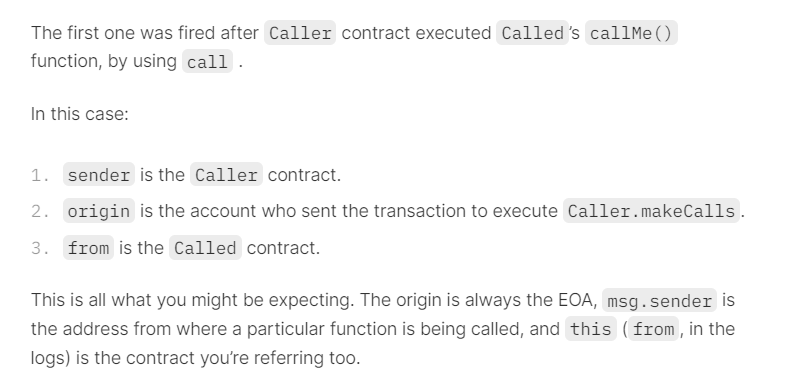 The first one was fired after Caller contract executed Called's callMe()
function, by using call .
In this case:
1. sender is the Caller contract.
2. origin is the account who sent the transaction to execute Caller.makeCalls.
3. from is the Called contract.
This is all what you might be expecting. The origin is always the EOA, msg.sender is
the address from where a particular function is being called, and this (from, in the
logs) is the contract you're referring too.